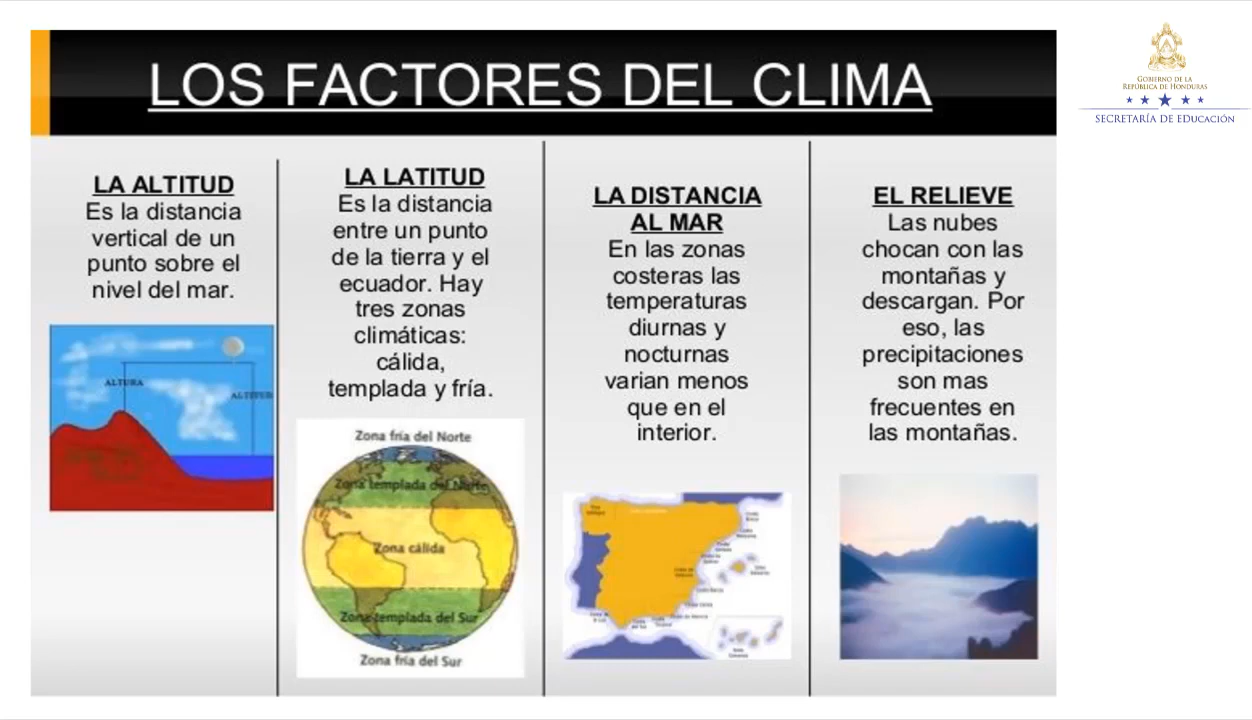 LOS FACTORES DEL CLIMA
GOBIERNO DE LA
REPÚBLICA DE HONDURAS
SECRETARÍA DE EDUCACIÓN
LA ALTITUD
Es la distancia
vertical de un
punto sobre el
nivel del mar.
ALTURA
ALTITUD
LA LATITUD
Es la distancia
entre un punto
de la tierra y el
ecuador. Hay
tres zonas
climáticas:
cálida,
templada y fría.
Zona fría del Norte
Zona templada del Norte
Zona cálida
Zona templada del Sur
Zona fría del Sur
LA DISTANCIA
AL MAR
En las zonas
costeras las
temperaturas
diurnas y
nocturnas
varian menos
que en el
interior.
EL RELIEVE
Las nubes
chocan con las
montañas y
descargan. Por
eso, las
precipitaciones
son mas
frecuentes en
las montañas.